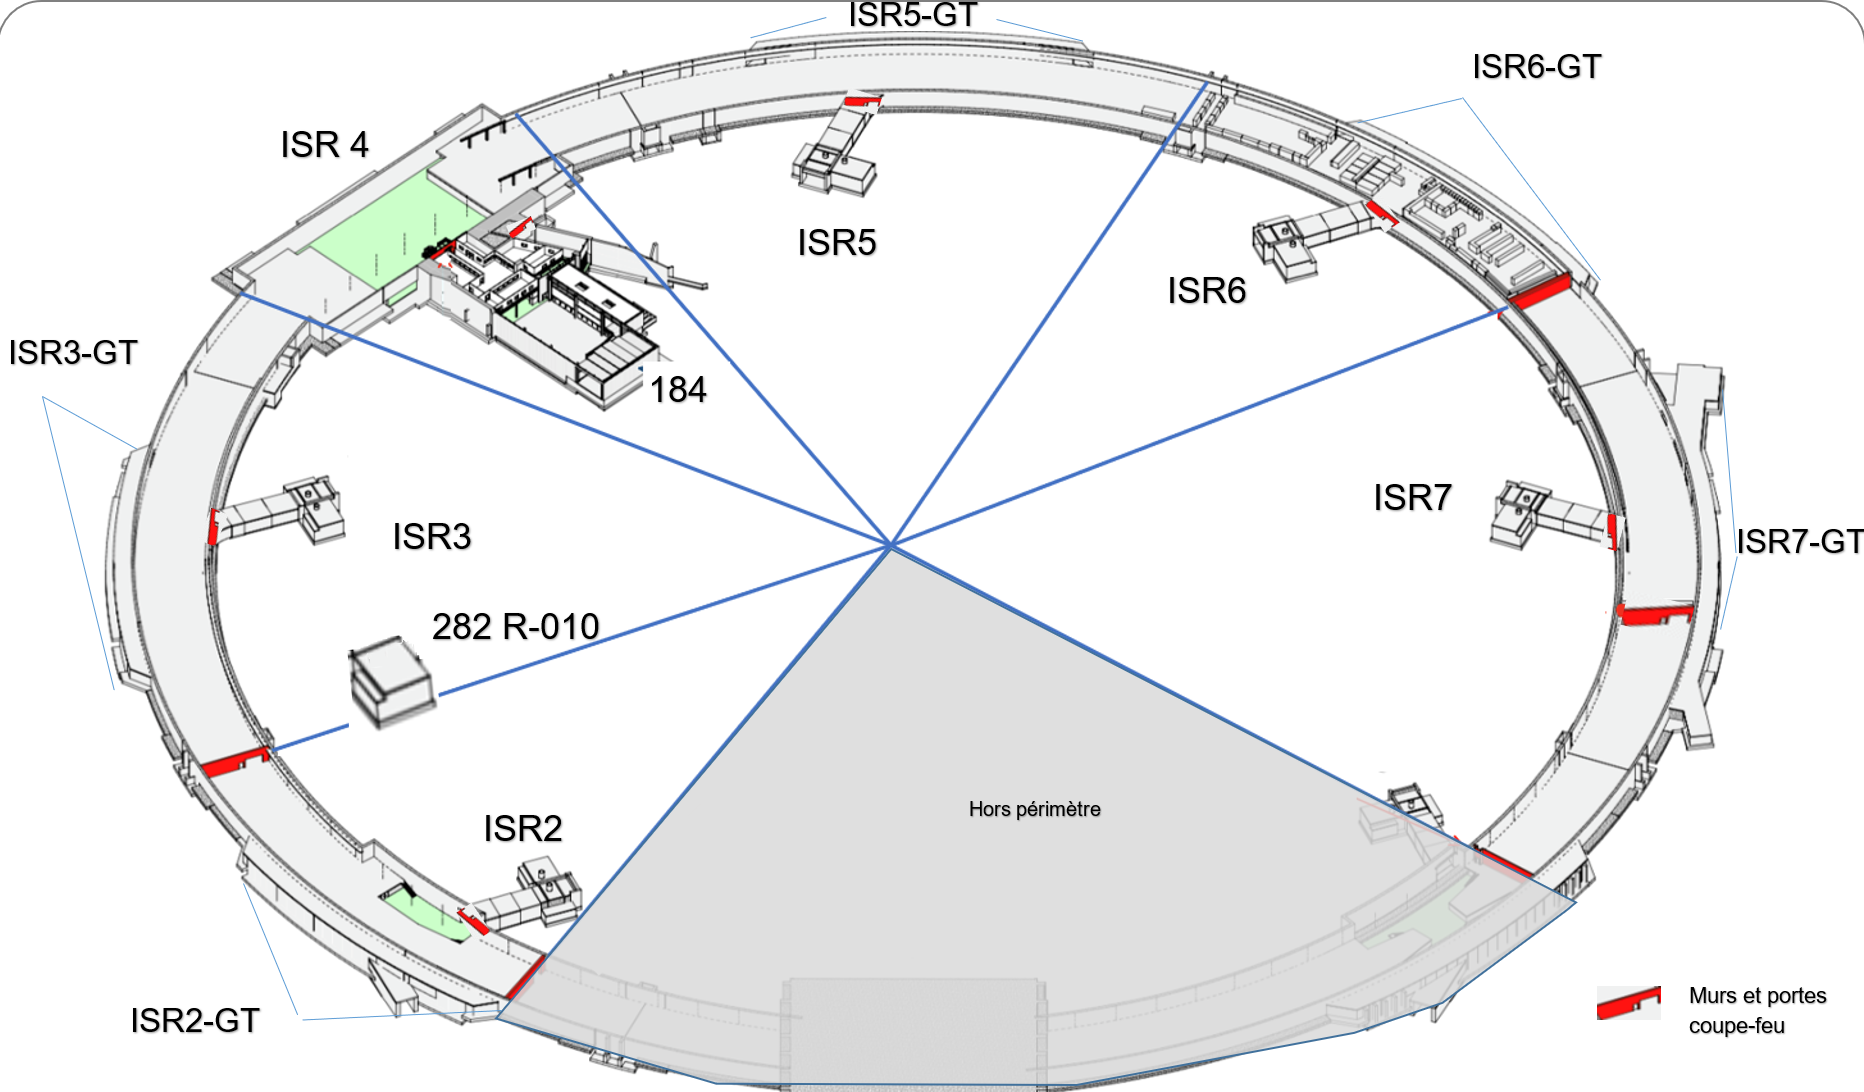 ISR5-GT
ISR6-GT
ISR 4
ISR5
ISR6
ISR3-GT
184
ISR7
ISR3
ISR7-GT
282 R-010
Hors périmètre
ISR2
ISR2-GT
Murs et portes
coupe-feu